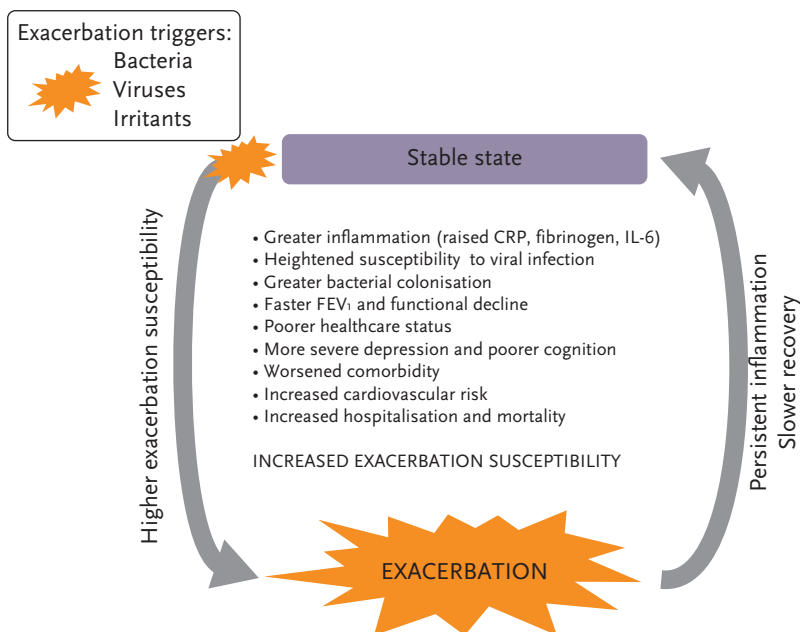 Exacerbation triggers:
Bacteria
Viruses
Irritants
Stable state
Higher exacerbation susceptibility
• Greater inflammation (raised CRP, fibrinogen, IL-6)
• Heightened susceptibility to viral infection
• Greater bacterial colonisation
• Faster FEV₁ and functional decline
• Poorer healthcare status
• More severe depression and poorer cognition
• Worsened comorbidity
• Increased cardiovascular risk
• Increased hospitalisation and mortality
INCREASED EXACERBATION SUSCEPTIBILITY
Persistent inflammation
Slower recovery
EXACERBATION